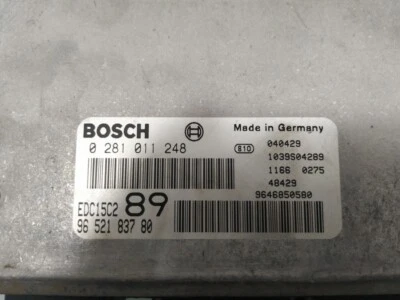 BOSCH
Made in Germany
0 281 011 248
810
040429
1039S04289
1166 0275
48429
9646850580
EDC15C2 89
96 521 837 80